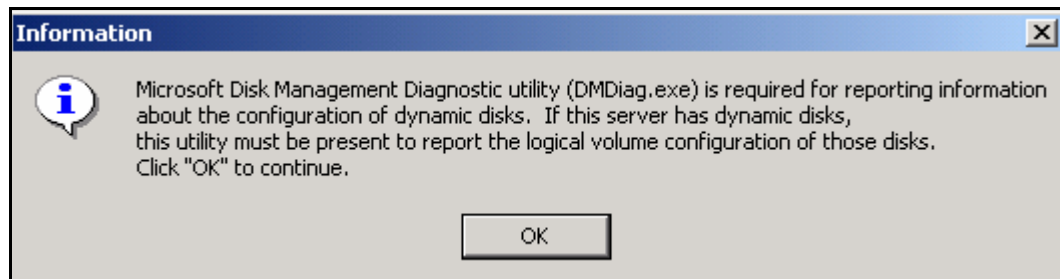 Information
Microsoft Disk Management Diagnostic utility (DMDiag.exe) is required for reporting information
about the configuration of dynamic disks.  If this server has dynamic disks,
this utility must be present to report the logical volume configuration of those disks.
Click "OK" to continue.
OK